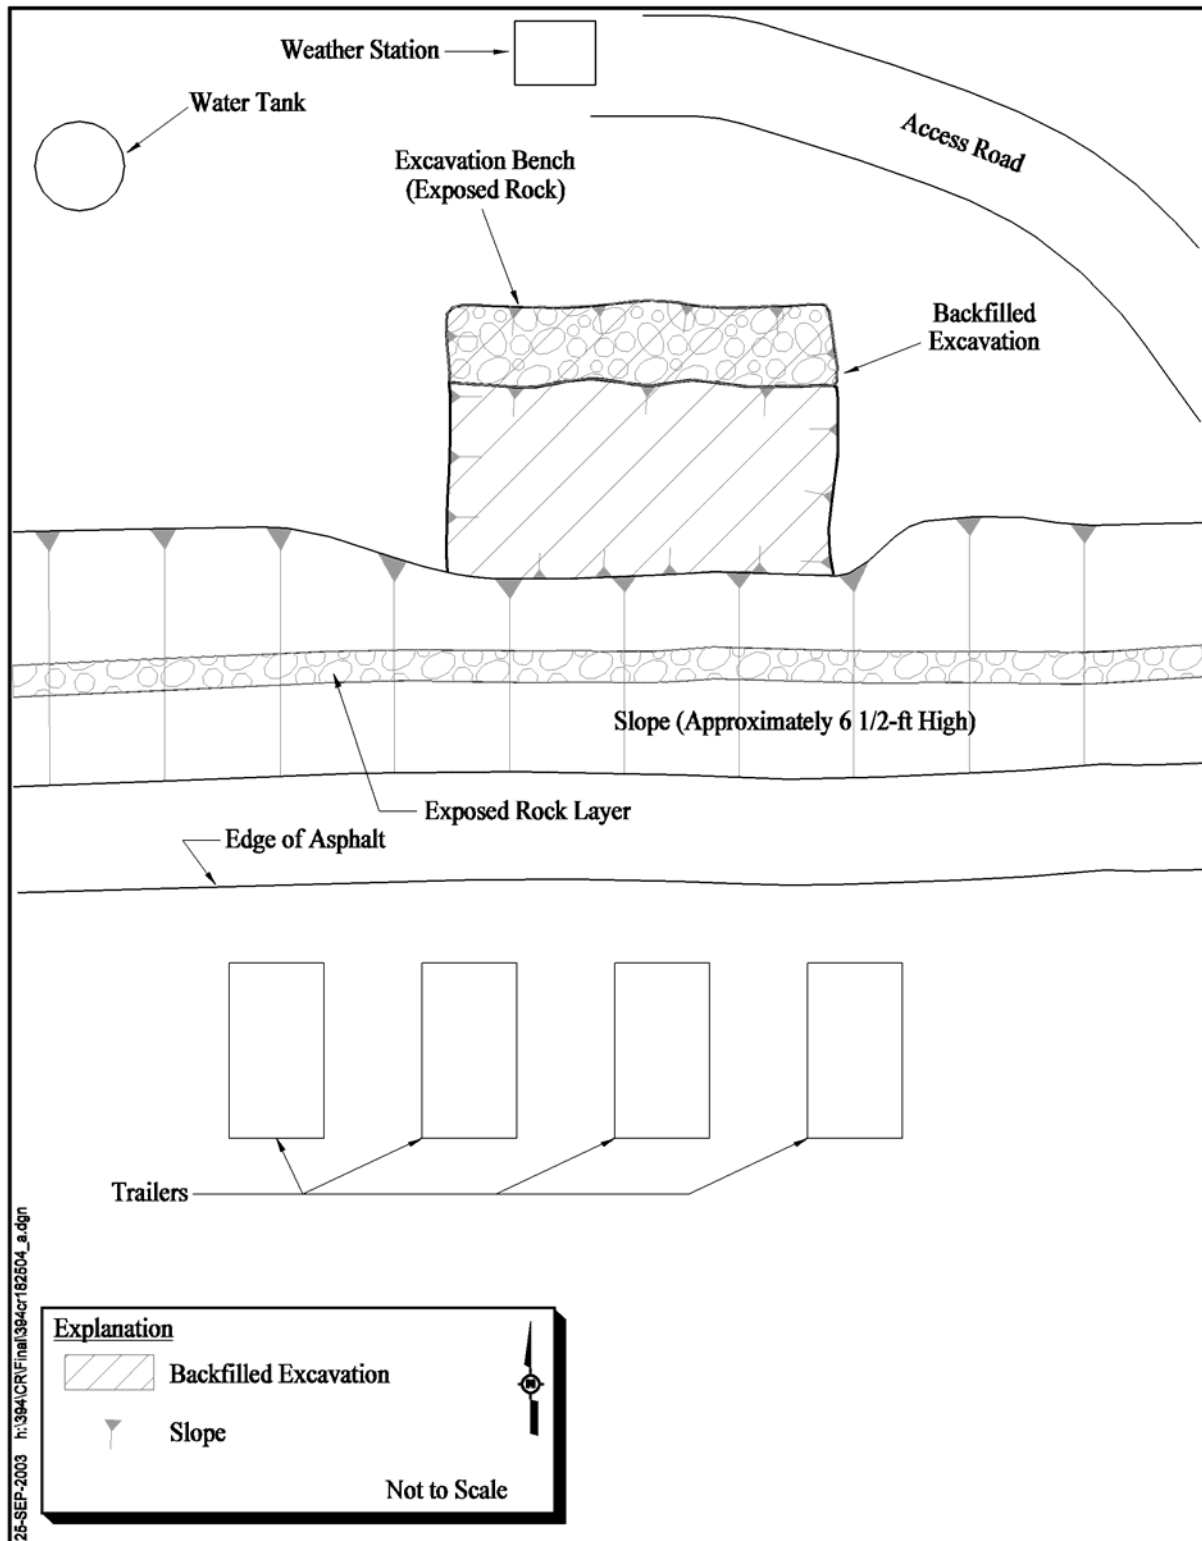 Weather Station
Water Tank
Access Road
Excavation Bench
(Exposed Rock)
Backfilled
Excavation
Slope (Approximately 6 1/2-ft High)
Exposed Rock Layer
Edge of Asphalt
Trailers
25-SEP-2003 h:\394\CR\Final\394cr182504_a.dgn
Explanation
Backfilled Excavation
N
Slope
Not to Scale